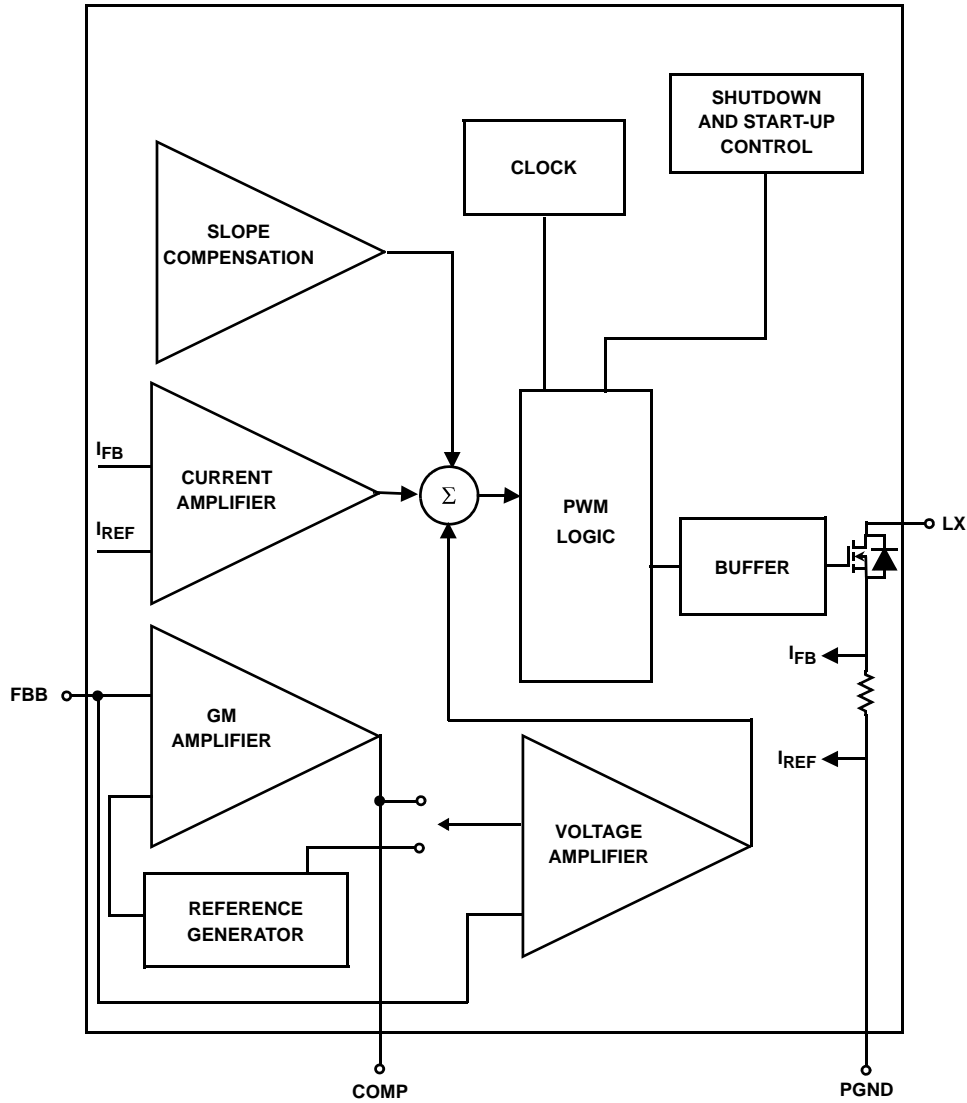 SHUTDOWN
AND START-UP
CONTROL
CLOCK
SLOPE
COMPENSATION
IFB
CURRENT
AMPLIFIER
IREF
Σ
PWM
LOGIC
LX
BUFFER
IFB
FBB
GM
AMPLIFIER
IREF
VOLTAGE
AMPLIFIER
REFERENCE
GENERATOR
COMP
PGND